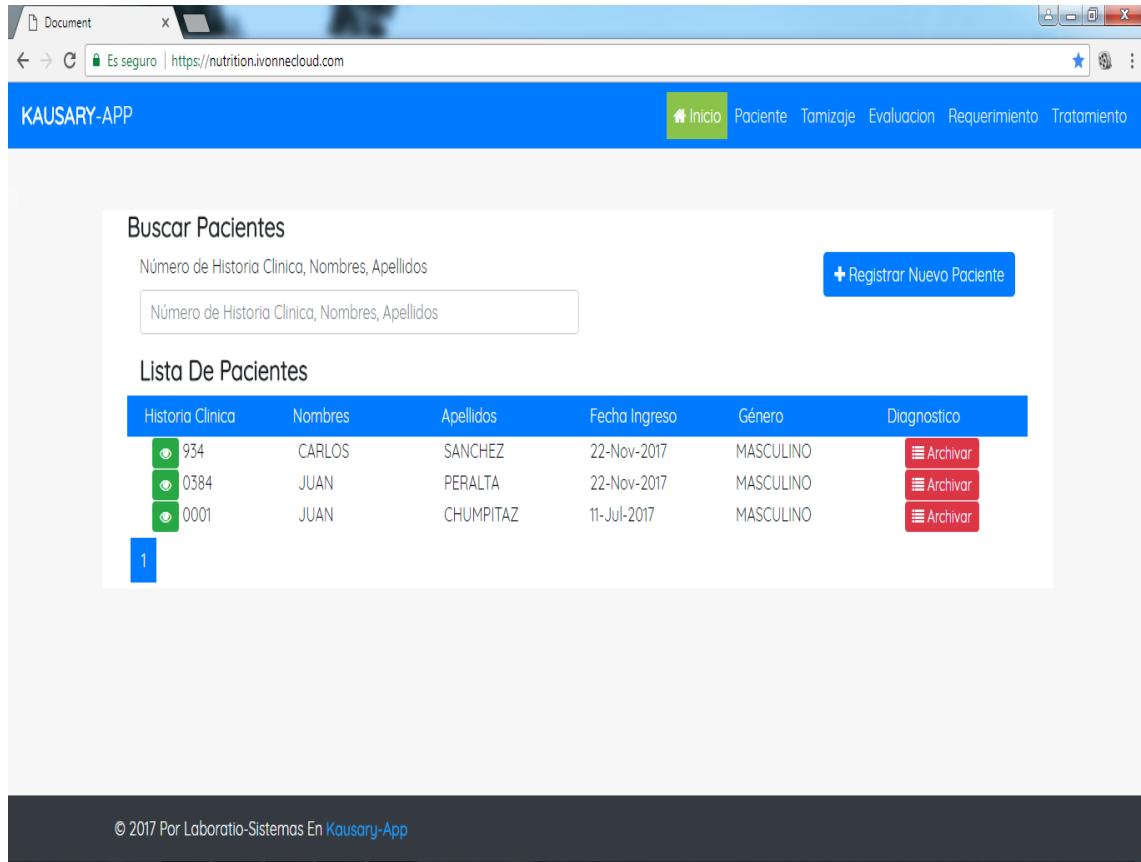 Document
Es seguro | https://nutrition.ivonnecloud.com
KAUSARY-APP Inicio Paciente Tamizaje Evaluacion Requerimiento Tratamiento
Buscar Pacientes
Número de Historia Clinica, Nombres, Apellidos
+ Registrar Nuevo Paciente
Número de Historia Clinica, Nombres, Apellidos
Lista De Pacientes
Historia Clinica Nombres Apellidos Fecha Ingreso Género Diagnostico
934 CARLOS SANCHEZ 22-Nov-2017 MASCULINO Archivar
0384 JUAN PERALTA 22-Nov-2017 MASCULINO Archivar
0001 JUAN CHUMPITAZ 11-Jul-2017 MASCULINO Archivar
1
© 2017 Por Laboratio-Sistemas En Kausary-App